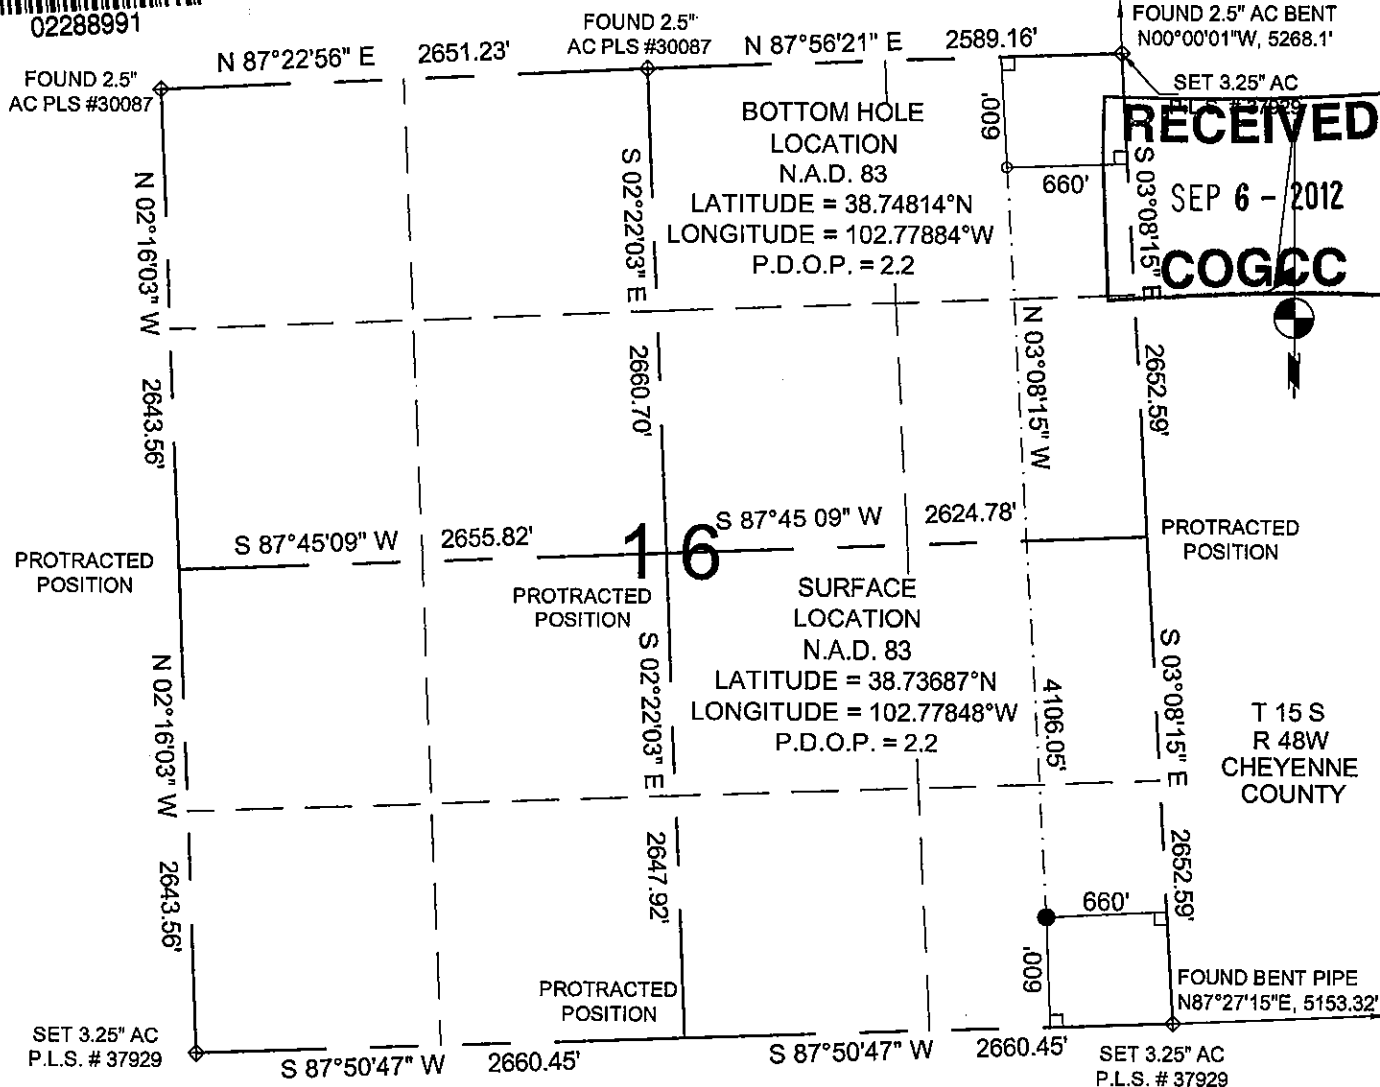 02288991
FOUND 2.5"
AC PLS #30087
N 87°22'56" E 2651.23'
FOUND 2.5"
AC PLS #30087
N 87°56'21" E 2589.16'
FOUND 2.5" AC BENT
N00°00'01"W, 5268.1'
SET 3.25" AC
P.L.S. # 37929
RECEIVED
SEP 6 - 2012
COGCC
BOTTOM HOLE
LOCATION
N.A.D. 83
LATITUDE = 38.74814°N
LONGITUDE = 102.77884°W
P.D.O.P. = 2.2
600'
660'
N 02°16'03" W
2643.56'
S 02°22'03" E
2660.70'
N 03°08'15" W
S 03°08'15" E
2652.59'
N
PROTRACTED
POSITION
S 87°45'09" W 2655.82'
16
S 87°45 09" W 2624.78'
PROTRACTED
POSITION
PROTRACTED
POSITION
SURFACE
LOCATION
N.A.D. 83
LATITUDE = 38.73687°N
LONGITUDE = 102.77848°W
P.D.O.P. = 2.2
N 02°16'03" W
2643.56'
S 02°22'03" E
2647.92'
4106.05'
S 03°08'15" E
2652.59'
T 15 S
R 48W
CHEYENNE
COUNTY
660'
600'
PROTRACTED
POSITION
FOUND BENT PIPE
N87°27'15"E, 5153.32'
SET 3.25" AC
P.L.S. # 37929
S 87°50'47" W 2660.45'
S 87°50'47" W 2660.45'
SET 3.25" AC
P.L.S. # 37929